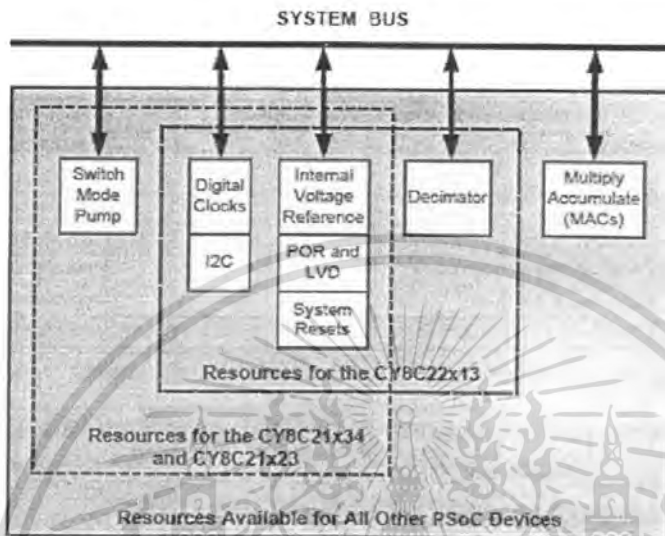 SYSTEM BUS
Switch
Mode
Pump
Digital
Clocks
I2C
Internal
Voltage
Reference
POR and
LVD
System
Resets
Decimator
Multiply
Accumulate
(MACs)
Resources for the CY8C22x13
Resources for the CY8C21x34
and CY8C21x23
Resources Available for All Other PSoC Devices